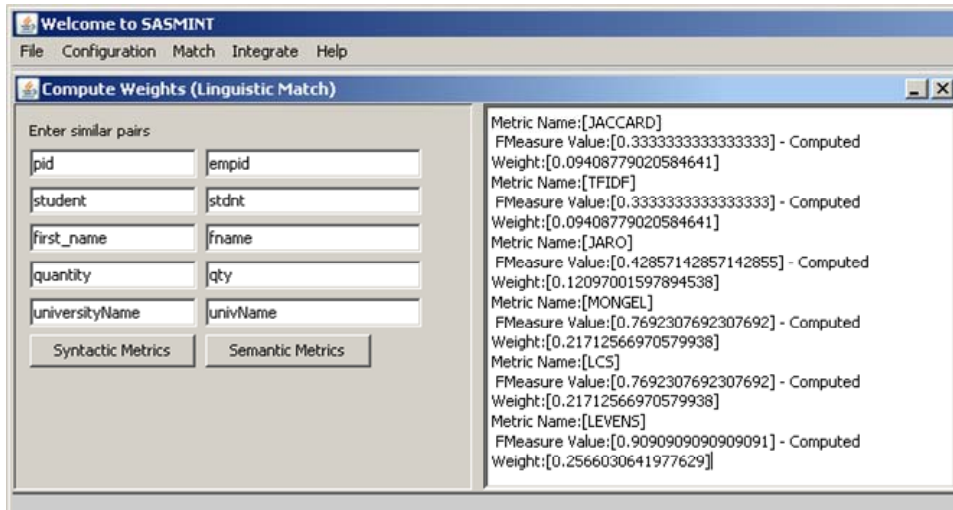 Welcome to SASMINT
File Configuration Match Integrate Help
Compute Weights (Linguistic Match)
Enter similar pairs
pid empid
student stdnt
first_name fname
quantity qty
universityName univName
Syntactic Metrics Semantic Metrics
Metric Name:[JACCARD]
FMeasure Value:[0.3333333333333333] - Computed
Weight:[0.09408779020584641]
Metric Name:[TFIDF]
FMeasure Value:[0.3333333333333333] - Computed
Weight:[0.09408779020584641]
Metric Name:[JARO]
FMeasure Value:[0.42857142857142855] - Computed
Weight:[0.12097001597894538]
Metric Name:[MONGEL]
FMeasure Value:[0.7692307692307692] - Computed
Weight:[0.21712566970579938]
Metric Name:[LCS]
FMeasure Value:[0.7692307692307692] - Computed
Weight:[0.21712566970579938]
Metric Name:[LEVENS]
FMeasure Value:[0.9090909090909091] - Computed
Weight:[0.2566030641977629]